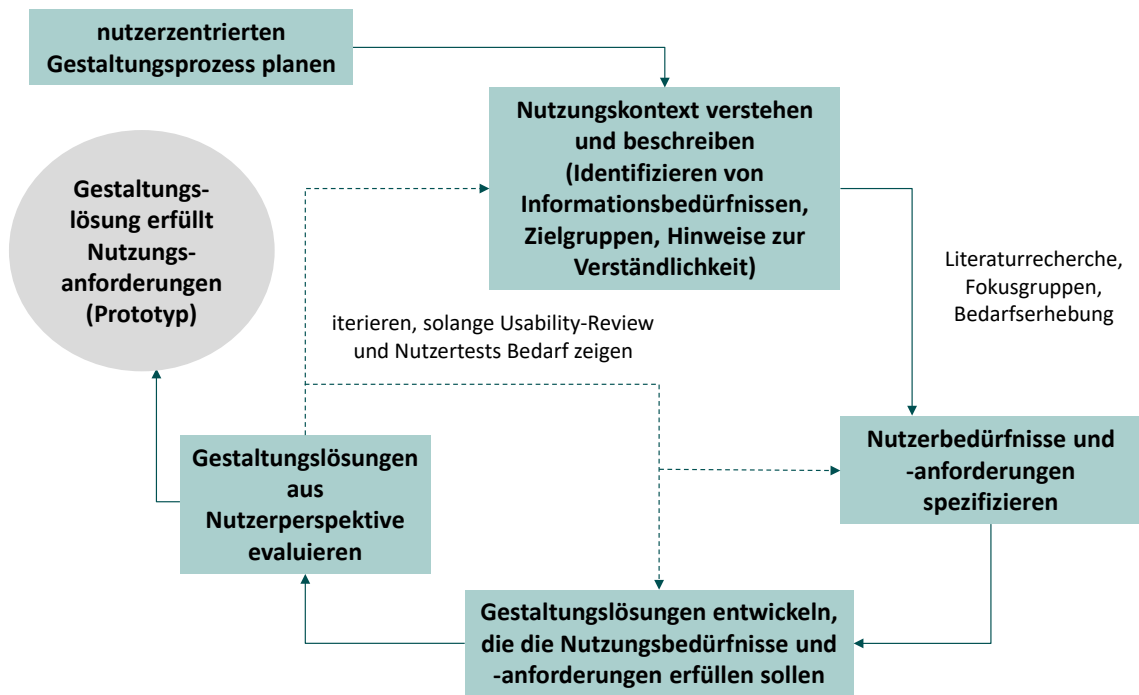 nutzerzentrierten
Gestaltungsprozess planen
Nutzungskontext verstehen
und beschreiben
(Identifizieren von
Informationsbedürfnissen,
Zielgruppen, Hinweise zur
Verständlichkeit)
Gestaltungs-
lösung erfüllt
Nutzungs-
anforderungen
(Prototyp)
Literaturrecherche,
Fokusgruppen,
Bedarfserhebung
iterieren, solange Usability-Review
und Nutzertests Bedarf zeigen
Nutzerbedürfnisse und
-anforderungen
spezifizieren
Gestaltungslösungen
aus
Nutzerperspektive
evaluieren
Gestaltungslösungen entwickeln,
die die Nutzungsbedürfnisse und
-anforderungen erfüllen sollen